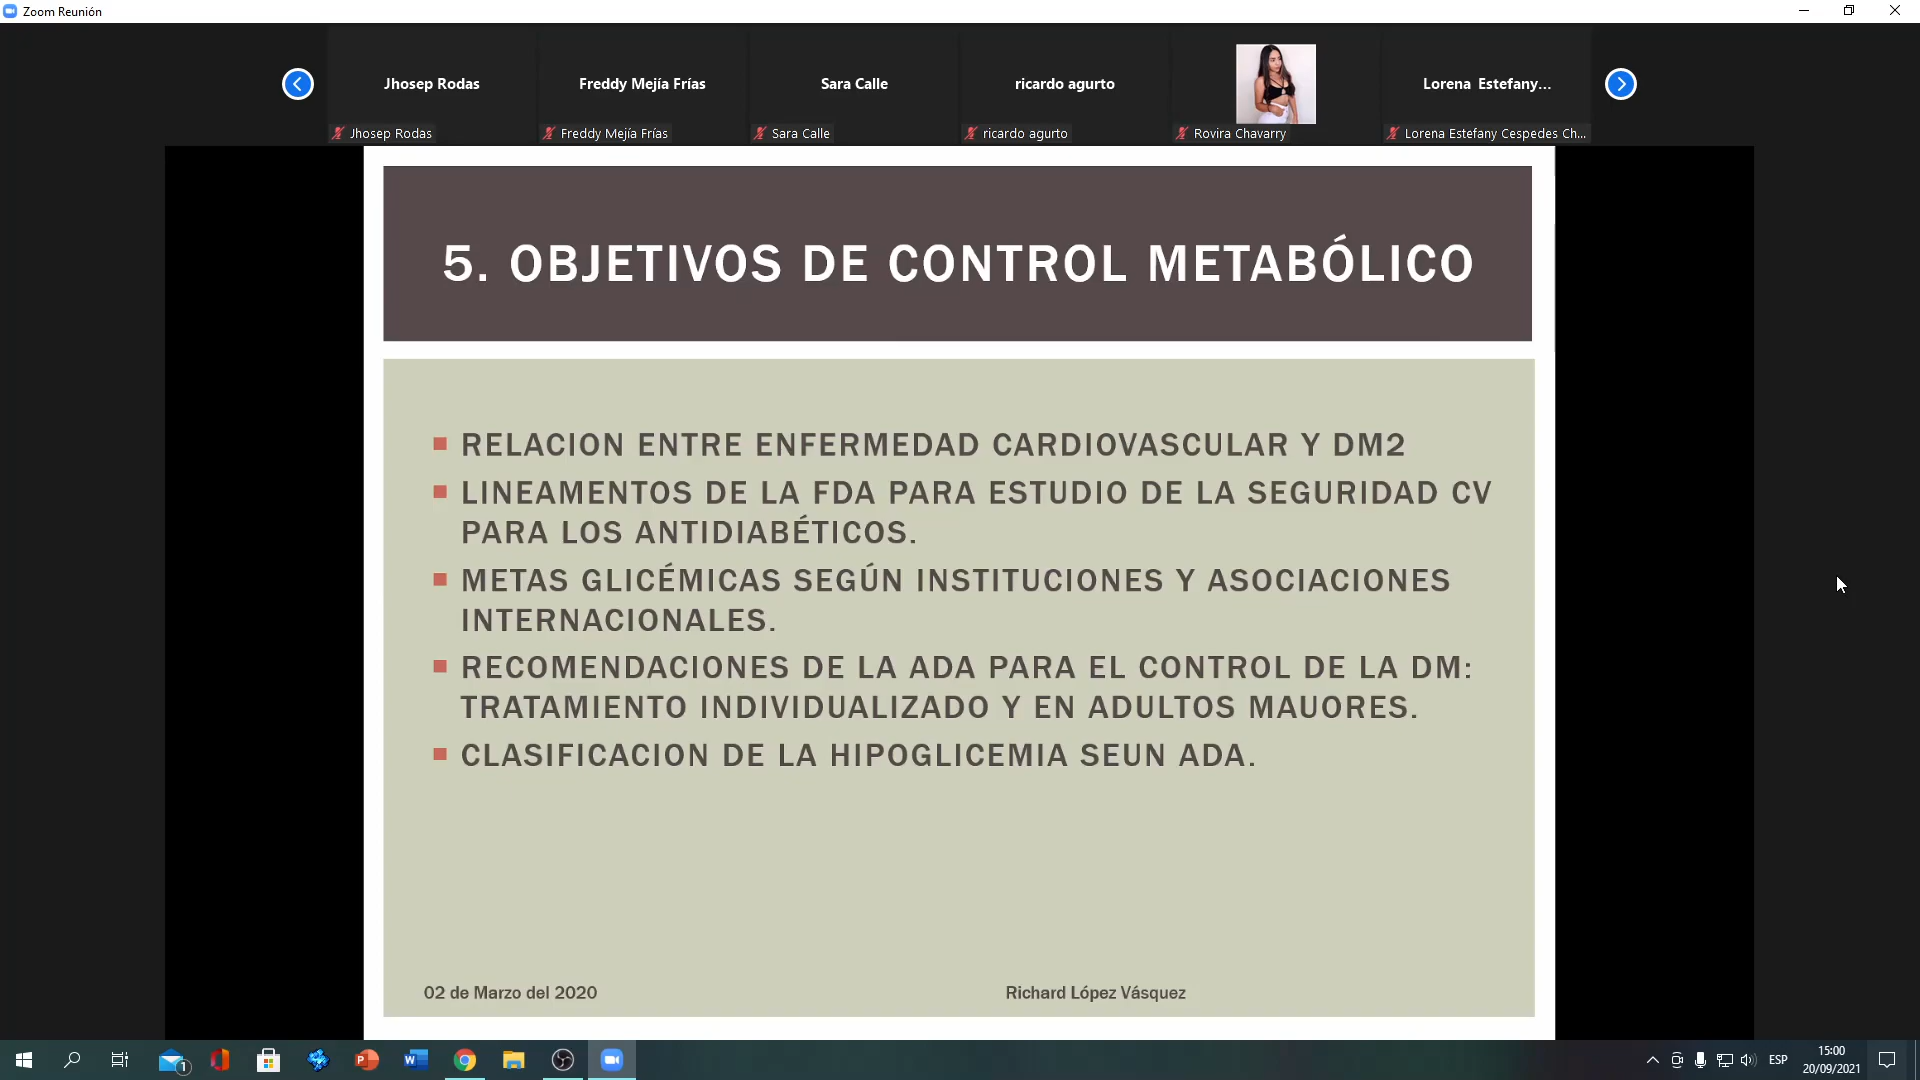 Zoom Reunión
Jhosep Rodas
Freddy Mejía Frías
Sara Calle
ricardo agurto
Lorena Estefany...
Jhosep Rodas
Freddy Mejía Frías
Sara Calle
ricardo agurto
Rovira Chavarry
Lorena Estefany Cespedes Ch...
5. OBJETIVOS DE CONTROL METABÓLICO
RELACION ENTRE ENFERMEDAD CARDIOVASCULAR Y DM2
LINEAMENTOS DE LA FDA PARA ESTUDIO DE LA SEGURIDAD CV
PARA LOS ANTIDIABÉTICOS.
METAS GLICÉMICAS SEGÚN INSTITUCIONES Y ASOCIACIONES
INTERNACIONALES.
RECOMENDACIONES DE LA ADA PARA EL CONTROL DE LA DM:
TRATAMIENTO INDIVIDUALIZADO Y EN ADULTOS MAUORES.
CLASIFICACION DE LA HIPOGLICEMIA SEUN ADA.
02 de Marzo del 2020
Richard López Vásquez
1
ESP
15:00
20/09/2021